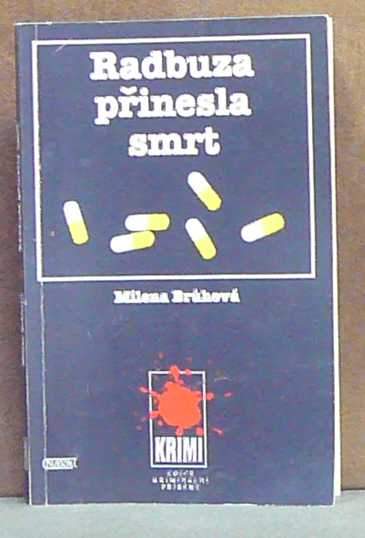 Radbuza
přinesla
smrt
Milena Brůhová
KRIMI
EDICE
KRIMINÁLNÍ
PŘÍBĚHY